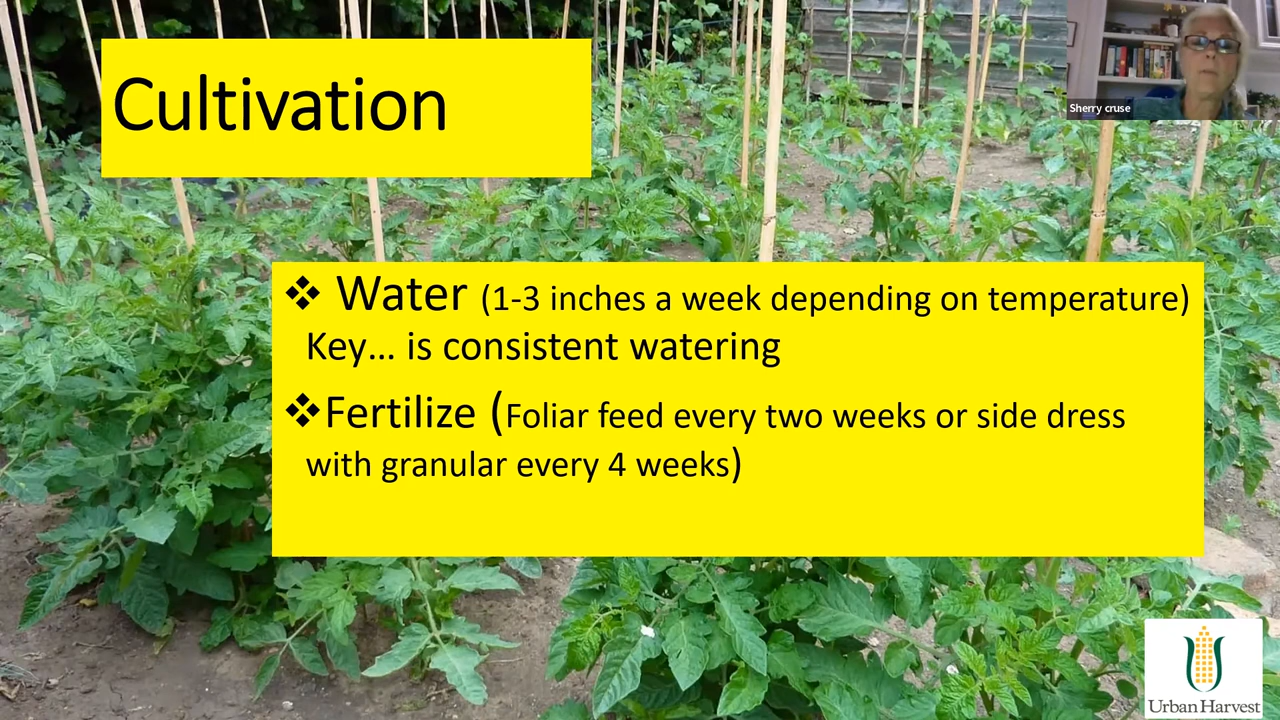 Cultivation
Sherry cruse
❖ Water (1-3 inches a week depending on temperature)
Key... is consistent watering
❖Fertilize (Foliar feed every two weeks or side dress
with granular every 4 weeks)
Urban Harvest